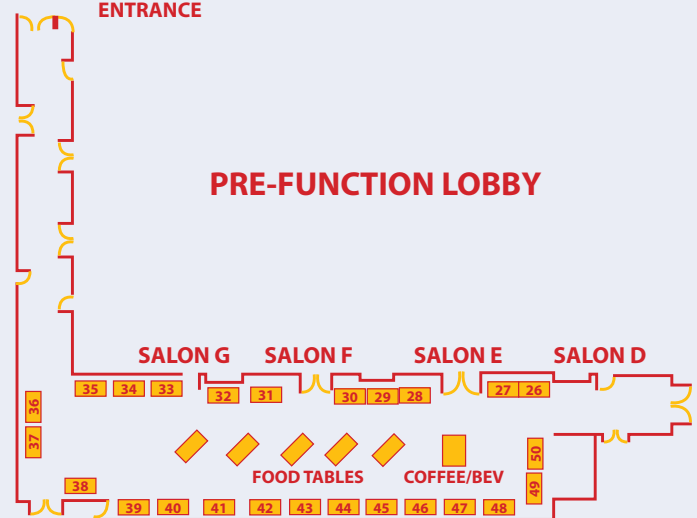 ENTRANCE
PRE-FUNCTION LOBBY
SALON G SALON F SALON E SALON D
35 34 33 32 31 30 29 28 27 26
36
37
FOOD TABLES COFFEE/BEV
50
49
38
39 40 41 42 43 44 45 46 47 48